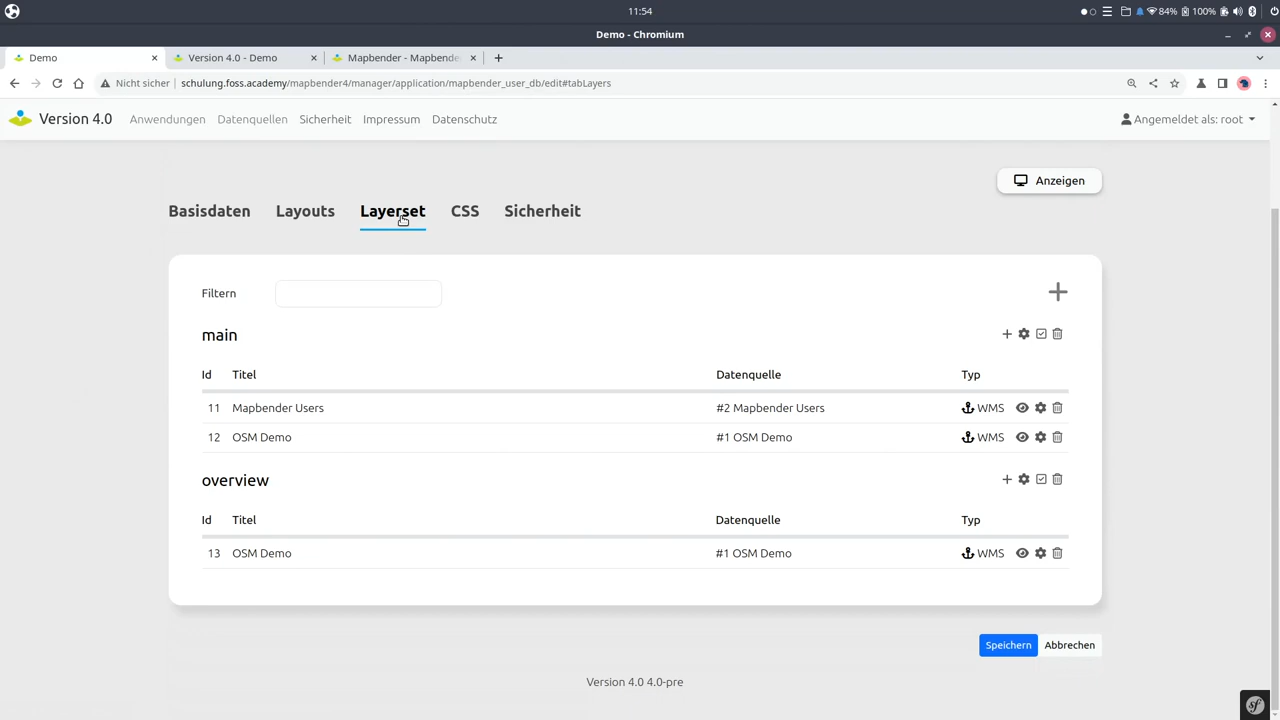 11:54
84%
100%
Demo - Chromium
Demo
Version 4.0 - Demo
Mapbender - Mapbende
Nicht sicher
schulung.foss.academy/mapbender4/manager/application/mapbender_user_db/edit#tabLayers
Version 4.0
Anwendungen
Datenquellen
Sicherheit
Impressum
Datenschutz
Angemeldet als: root
Anzeigen
Basisdaten
Layouts
Layerset
CSS
Sicherheit
Filtern
main
Id Titel Datenquelle Typ
11 Mapbender Users #2 Mapbender Users WMS
12 OSM Demo #1 OSM Demo WMS
overview
Id Titel Datenquelle Typ
13 OSM Demo #1 OSM Demo WMS
Speichern
Abbrechen
Version 4.0 4.0-pre
sf